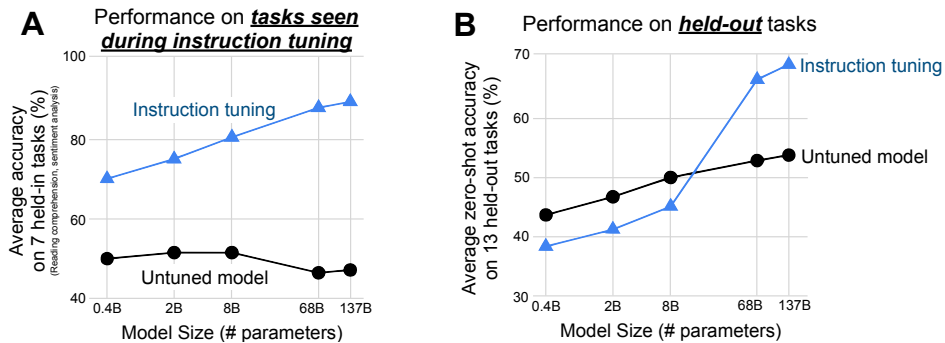 A
Performance on tasks seen
during instruction tuning
Average accuracy
on 7 held-in tasks (%)
(Reading comprehension, sentiment analysis)
100
80
60
40
Instruction tuning
Untuned model
0.4B 2B 8B 68B 137B
Model Size (# parameters)
B
Performance on held-out tasks
Average zero-shot accuracy
on 13 held-out tasks (%)
70
60
50
40
30
Instruction tuning
Untuned model
0.4B 2B 8B 68B 137B
Model Size (# parameters)